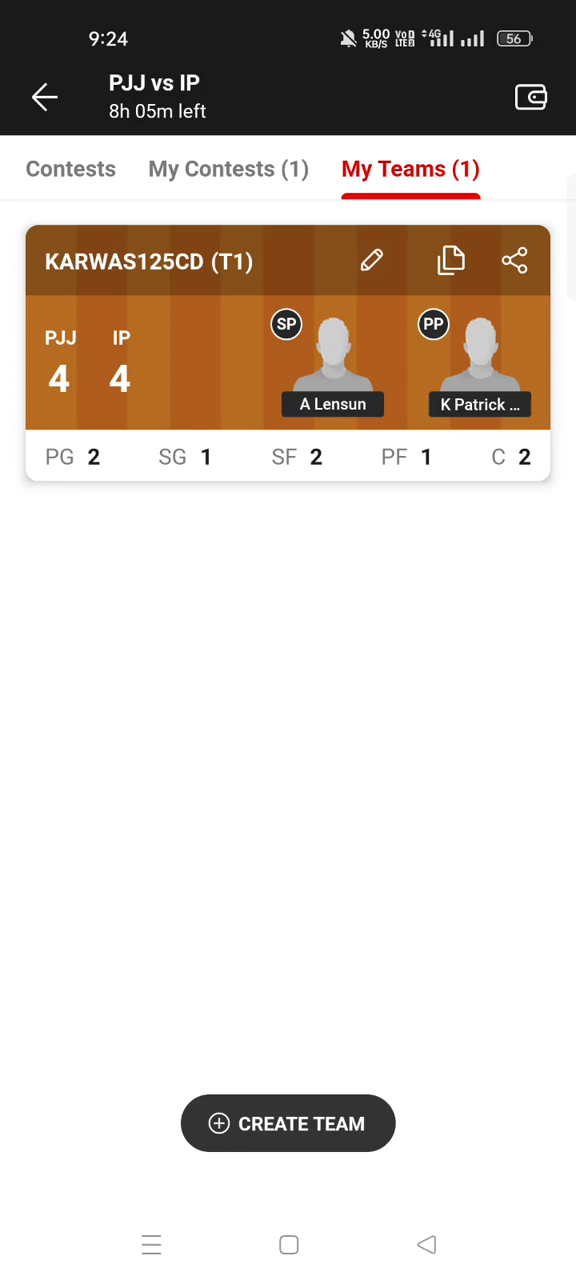 9:24 5.00 KB/S Vo LTE 4G 56
PJJ vs IP
8h 05m left
Contests My Contests (1) My Teams (1)
KARWAS125CD (T1)
SP PP
PJJ IP
4 4
A Lensun K Patrick ...
PG 2 SG 1 SF 2 PF 1 C 2
CREATE TEAM